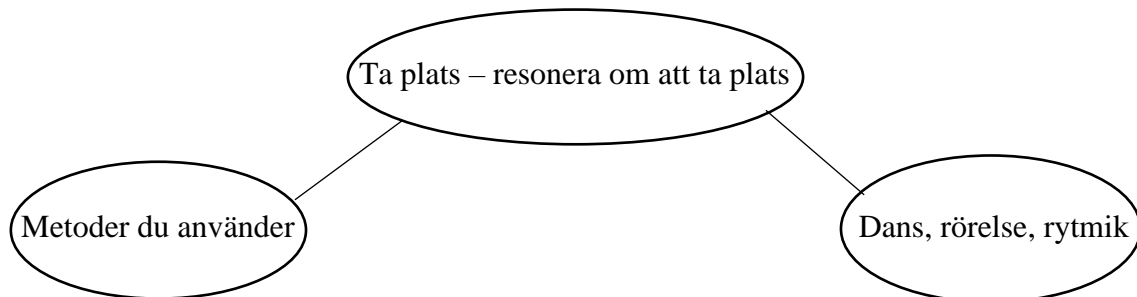 Ta plats – resonera om att ta plats
Metoder du använder
Dans, rörelse, rytmik